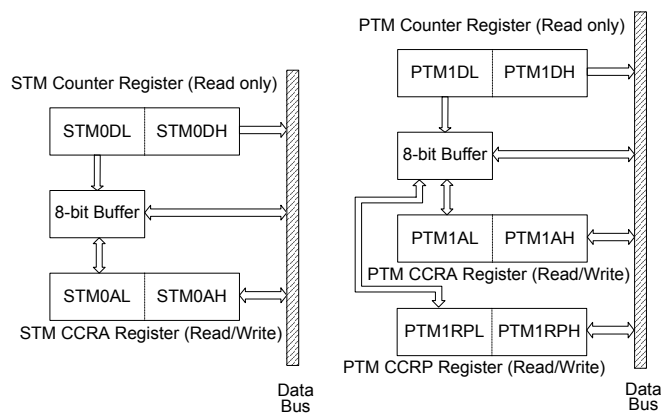 STM Counter Register (Read only)
STM0DL STM0DH
8-bit Buffer
STM0AL STM0AH
STM CCRA Register (Read/Write)
Data
Bus
PTM Counter Register (Read only)
PTM1DL PTM1DH
8-bit Buffer
PTM1AL PTM1AH
PTM CCRA Register (Read/Write)
PTM1RPL PTM1RPH
PTM CCRP Register (Read/Write)
Data
Bus